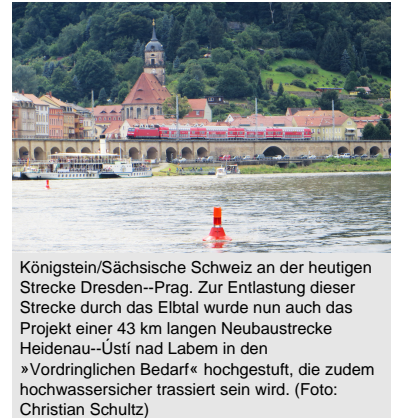 Königstein/Sächsische Schweiz an der heutigen
Strecke Dresden--Prag. Zur Entlastung dieser
Strecke durch das Elbtal wurde nun auch das
Projekt einer 43 km langen Neubaustrecke
Heidenau--Ústí nad Labem in den
»Vordringlichen Bedarf« hochgestuft, die zudem
hochwassersicher trassiert sein wird. (Foto:
Christian Schultz)